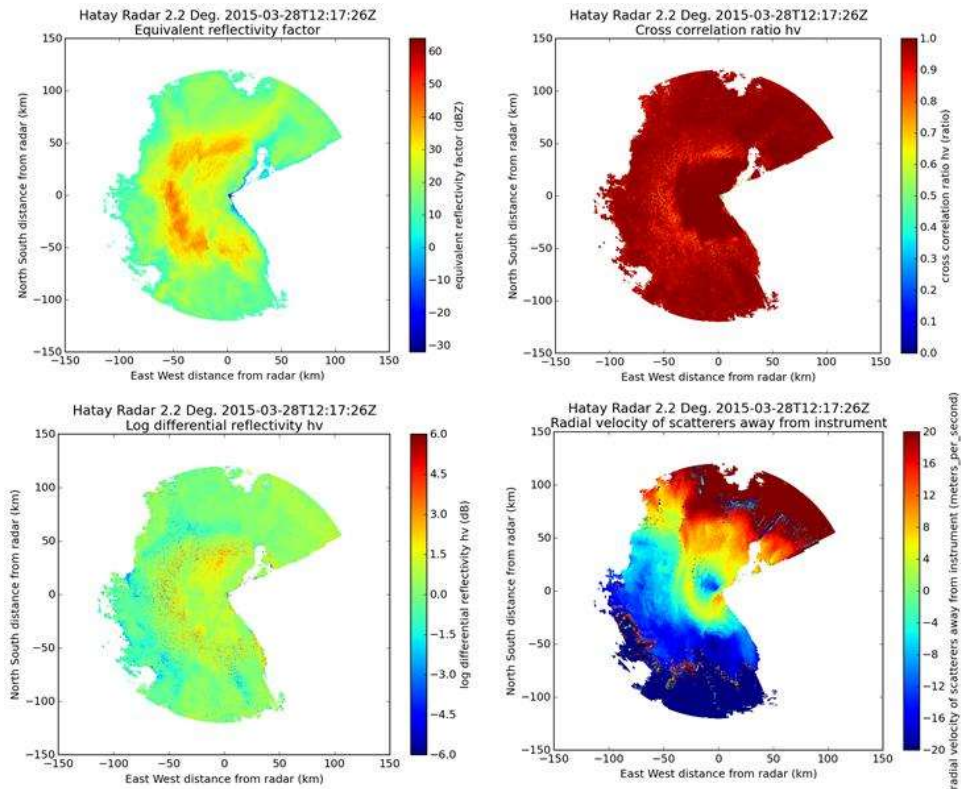 Hatay Radar 2.2 Deg. 2015-03-28T12:17:26Z
Equivalent reflectivity factor
150
100
50
0
−50
−100
−150
North South distance from radar (km)
−150 −100 −50 0 50 100 150
East West distance from radar (km)
60
50
40
30
20
10
0
−10
−20
−30
equivalent reflectivity factor (dBZ)
Hatay Radar 2.2 Deg. 2015-03-28T12:17:26Z
Cross correlation ratio hv
150
100
50
0
−50
−100
−150
North South distance from radar (km)
−150 −100 −50 0 50 100 150
East West distance from radar (km)
1.0
0.9
0.8
0.7
0.6
0.5
0.4
0.3
0.2
0.1
0.0
cross correlation ratio hv (ratio)
Hatay Radar 2.2 Deg. 2015-03-28T12:17:26Z
Log differential reflectivity hv
150
100
50
0
−50
−100
−150
North South distance from radar (km)
−150 −100 −50 0 50 100 150
East West distance from radar (km)
6.0
4.5
3.0
1.5
0.0
−1.5
−3.0
−4.5
−6.0
log differential reflectivity hv (dB)
Hatay Radar 2.2 Deg. 2015-03-28T12:17:26Z
Radial velocity of scatterers away from instrument
150
100
50
0
−50
−100
−150
North South distance from radar (km)
−150 −100 −50 0 50 100 150
East West distance from radar (km)
20
16
12
8
4
0
−4
−8
−12
−16
−20
radial velocity of scatterers away from instrument (meters_per_second)